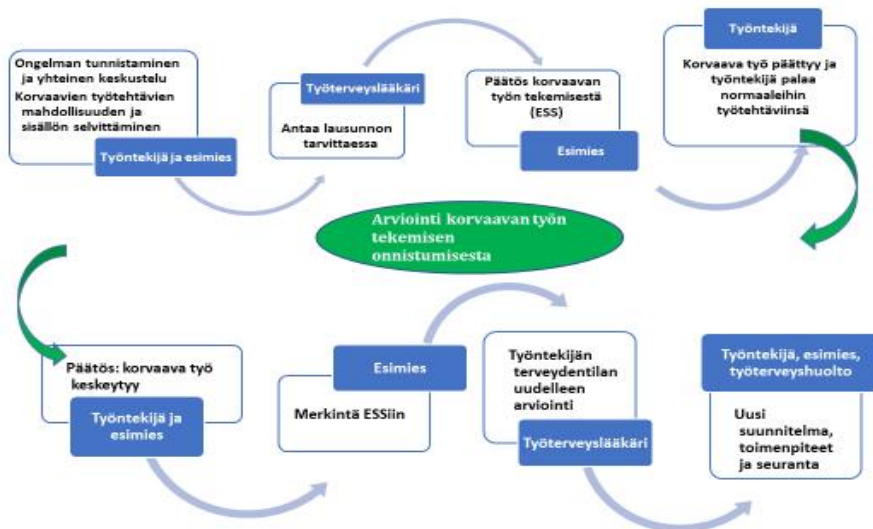 Ongelman tunnistaminen
ja yhteinen keskustelu
Korvaavien työtehtävien
mahdollisuuden ja
sisällön selvittäminen
Työntekijä ja esimies
Työterveyslääkäri
Antaa lausunnon
tarvittaessa
Päätös korvaavan
työn tekemisestä
(ESS)
Esimies
Työntekijä
Korvaava työ päättyy ja
työntekijä palaa
normaaleihin
työtehtäviinsä
Arviointi korvaavan työn
tekemisen
onnistumisesta
Päätös: korvaava työ
keskeytyy
Työntekijä ja
esimies
Esimies
Merkintä ESSiin
Työntekijän
terveydentilan
uudelleen
arviointi
Työterveyslääkäri
Työntekijä, esimies,
työterveyshuolto
Uusi
suunnitelma,
toimenpiteet
ja seuranta